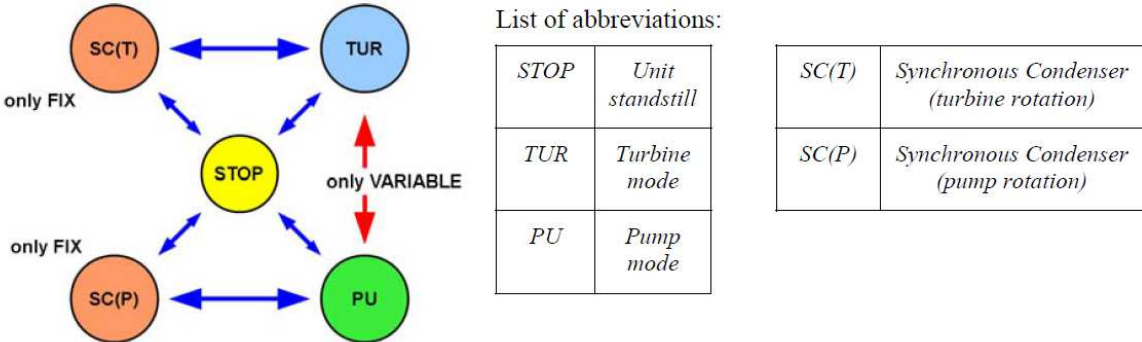 SC(T)
TUR
only FIX
STOP
only VARIABLE
only FIX
SC(P)
PU
List of abbreviations:
STOP
Unit
standstill
TUR
Turbine
mode
PU
Pump
mode
SC(T)
Synchronous Condenser
(turbine rotation)
SC(P)
Synchronous Condenser
(pump rotation)